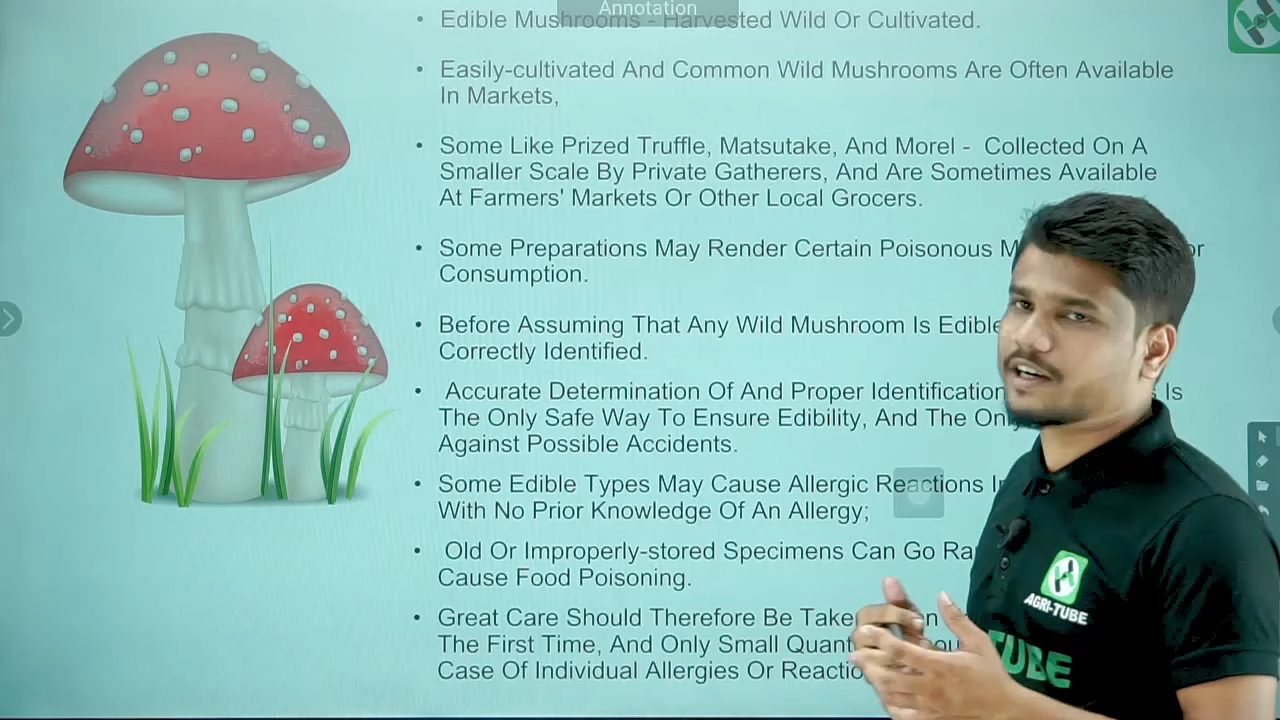 Annotation
• Edible Mushrooms - Harvested Wild Or Cultivated.
• Easily-cultivated And Common Wild Mushrooms Are Often Available
In Markets,
• Some Like Prized Truffle, Matsutake, And Morel - Collected On A
Smaller Scale By Private Gatherers, And Are Sometimes Available
At Farmers' Markets Or Other Local Grocers.
• Some Preparations May Render Certain Poisonous
Consumption.
• Before Assuming That Any Wild Mushroom Is Edible
Correctly Identified.
• Accurate Determination Of And Proper Identification Is
The Only Safe Way To Ensure Edibility, And The
Against Possible Accidents.
• Some Edible Types May Cause Allergic Reactions
With No Prior Knowledge Of An Allergy;
• Old Or Improperly-stored Specimens Can Go
Cause Food Poisoning.
• Great Care Should Therefore Be
The First Time, And Only Small
Case Of Individual Allergies Or
AGRI-TUBE
TUBE